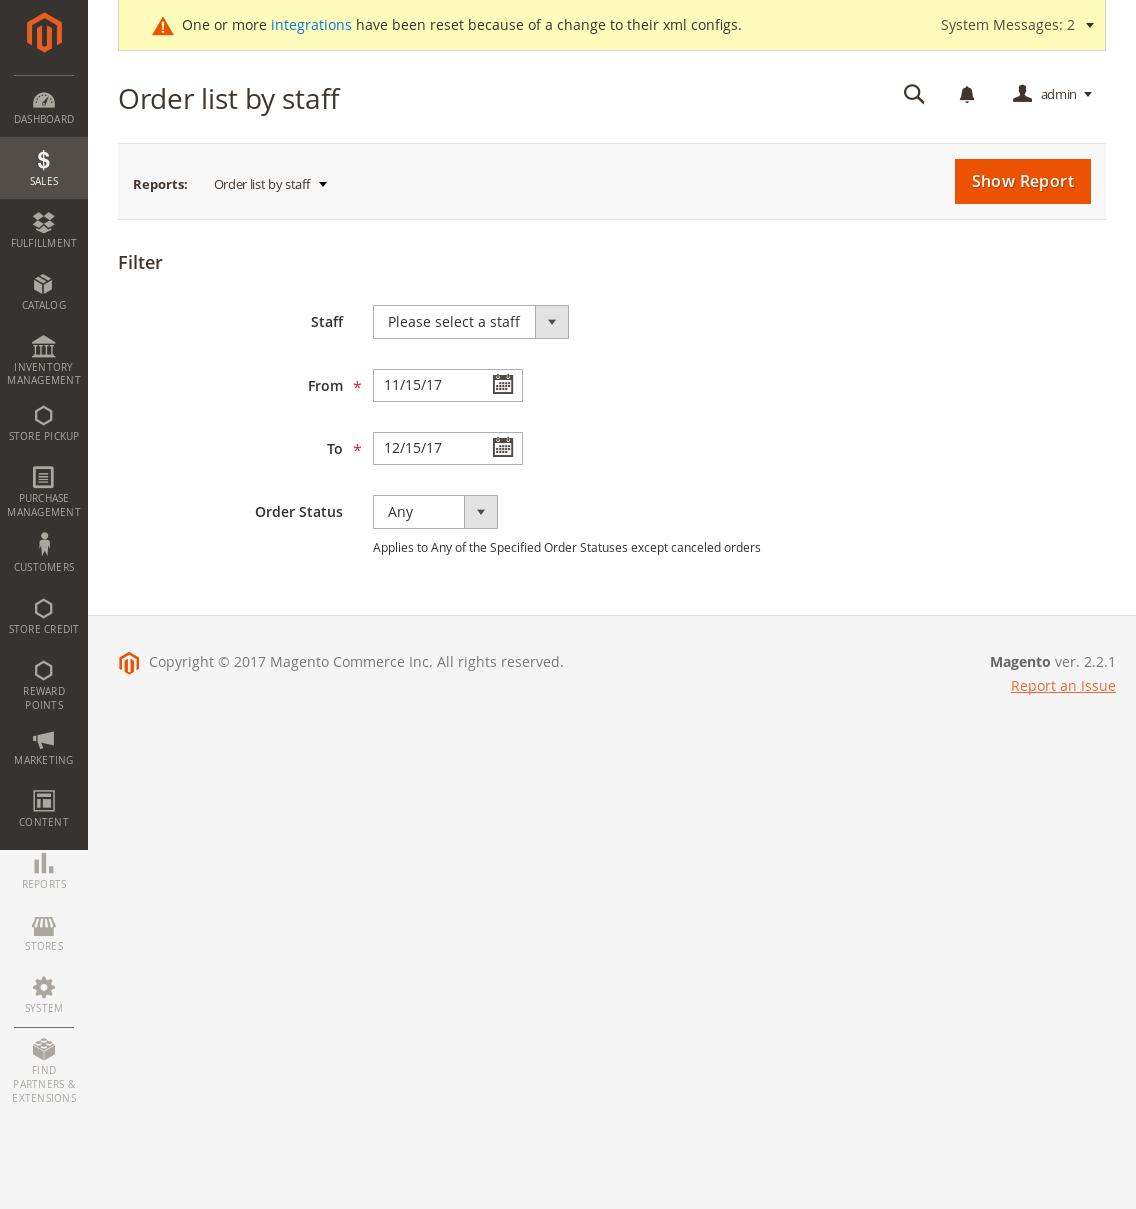 One or more integrations have been reset because of a change to their xml configs.
System Messages: 2
Order list by staff
admin
Reports:
Order list by staff
Show Report
Filter
Staff
Please select a staff
From *
11/15/17
To *
12/15/17
Order Status
Any
Applies to Any of the Specified Order Statuses except canceled orders
DASHBOARD
$
SALES
FULFILLMENT
CATALOG
INVENTORY
MANAGEMENT
STORE PICKUP
PURCHASE
MANAGEMENT
CUSTOMERS
STORE CREDIT
REWARD
POINTS
MARKETING
CONTENT
REPORTS
STORES
SYSTEM
FIND
PARTNERS &
EXTENSIONS
Copyright © 2017 Magento Commerce Inc. All rights reserved.
Magento ver. 2.2.1
Report an Issue